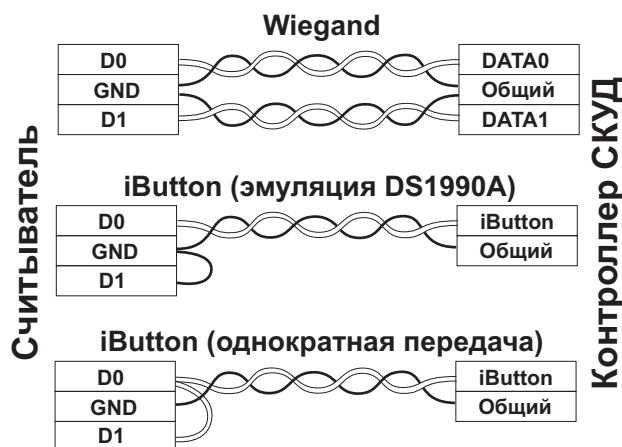 Wiegand
D0
GND
D1
DATA0
Общий
DATA1
iButton (эмуляция DS1990A)
D0
GND
D1
iButton
Общий
iButton (однократная передача)
D0
GND
D1
iButton
Общий
Считыватель
Контроллер СКУД